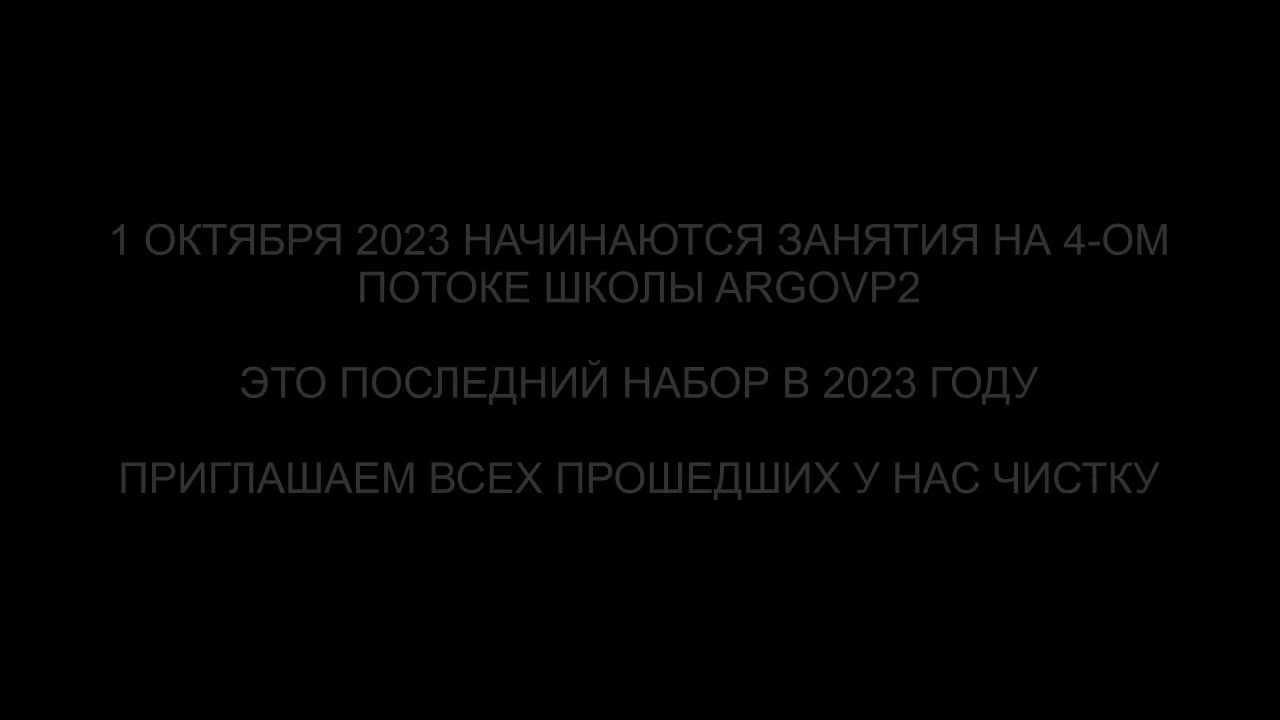 1 ОКТЯБРЯ 2023 НАЧИНАЮТСЯ ЗАНЯТИЯ НА 4-ОМ
ПОТОКЕ ШКОЛЫ ARGOVP2
ЭТО ПОСЛЕДНИЙ НАБОР В 2023 ГОДУ
ПРИГЛАШАЕМ ВСЕХ ПРОШЕДШИХ У НАС ЧИСТКУ